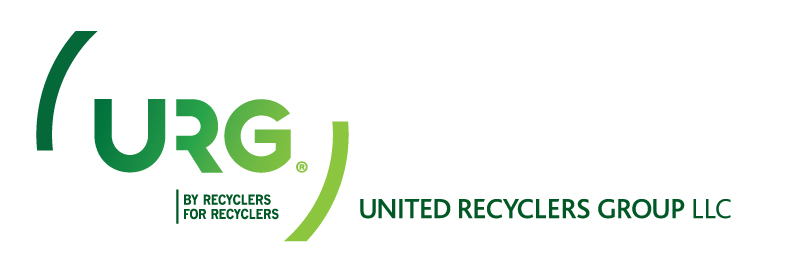 URG®
BY RECYCLERS
FOR RECYCLERS
UNITED RECYCLERS GROUP LLC